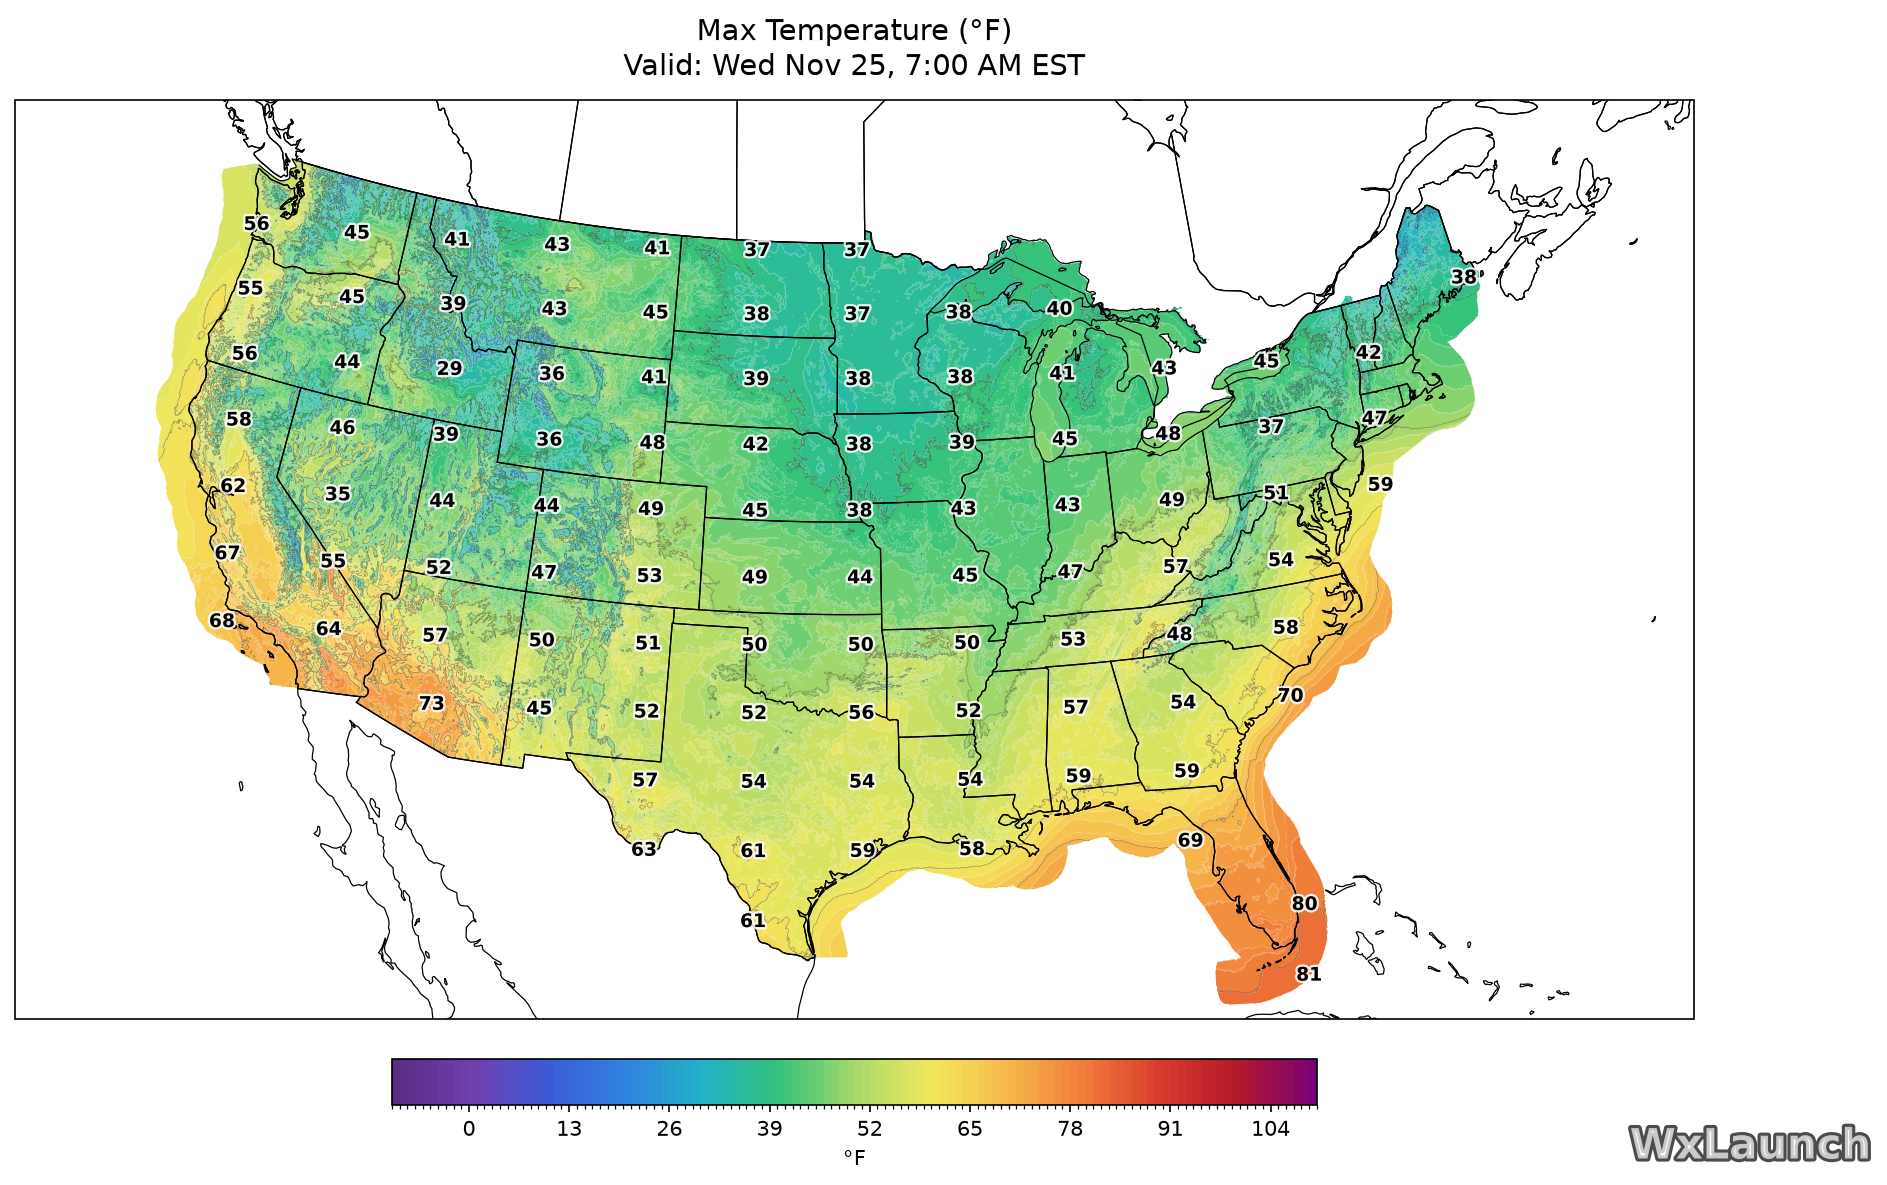 Max Temperature (°F)
Valid: Wed Nov 25, 7:00 AM EST
56 45 41 43 41 37 37
38
55 45 39 43 45 38 37 38 40
56 44 29 36 41 39 38 38 41 43 45 42
58 46 39 36 48 42 38 39 45 48 37 47
62 35 44 44 49 45 38 43 43 49 51 59
67 55 52 47 53 49 44 45 47 57 54
68 64 57 50 51 50 50 50 53 48 58
73 45 52 52 56 52 57 54 70
57 54 54 54 59 59
63 61 59 58 69
61 80
81
0 13 26 39 52 65 78 91 104
°F
WxLaunch